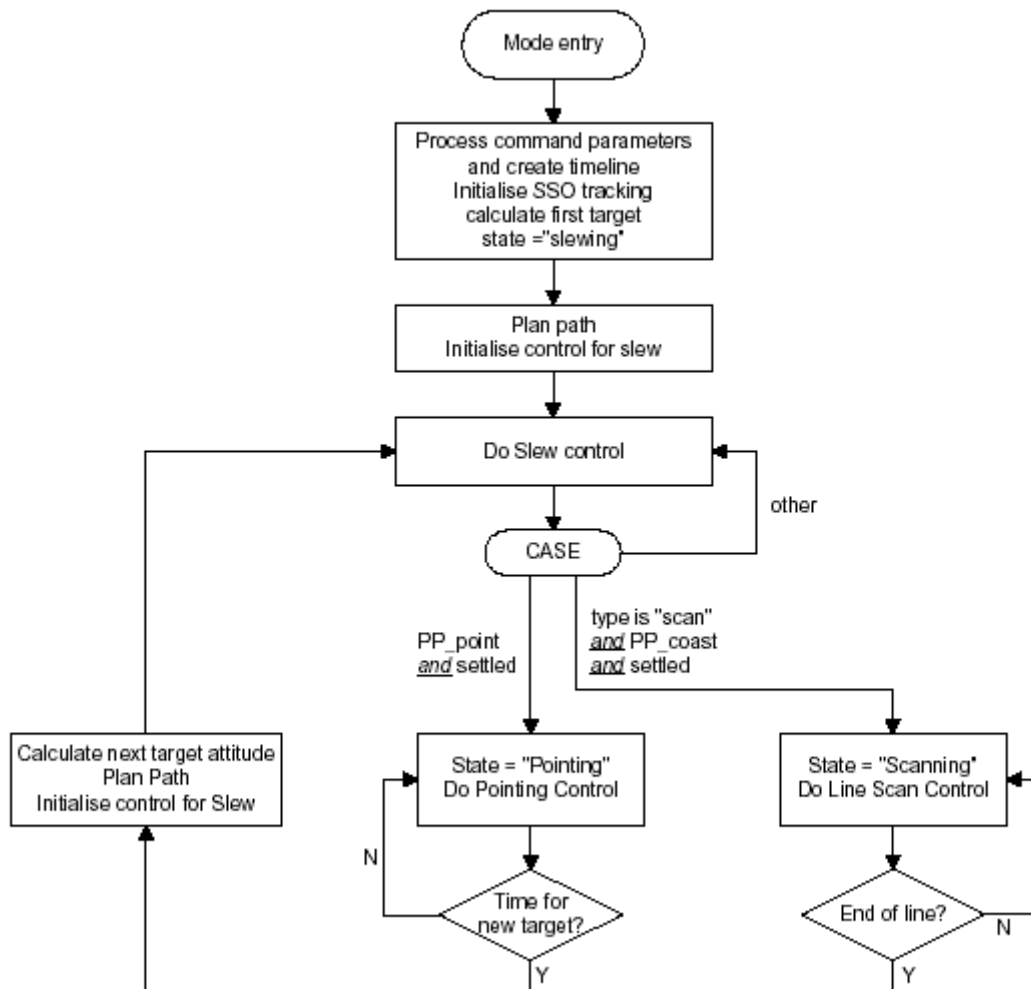 Mode entry
Process command parameters
and create timeline
Initialise SSO tracking
calculate first target
state ="slewing"
Plan path
Initialise control for slew
Do Slew control
other
CASE
PP_point
and settled
type is "scan"
and PP_coast
and settled
Calculate next target attitude
Plan Path
Initialise control for Slew
State = "Pointing"
Do Pointing Control
State = "Scanning"
Do Line Scan Control
N
Time for
new target?
Y
End of line?
N
Y